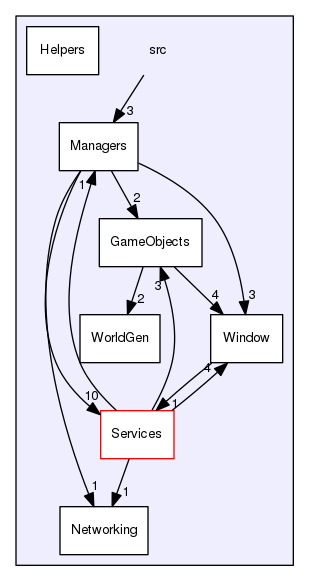 Helpers
src
3
Managers
1
2
GameObjects
3
4
3
2
WorldGen
Window
4
10
1
Services
1
1
Networking